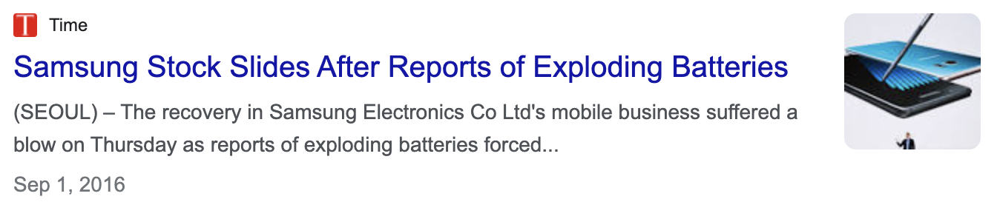 T
Time
Samsung Stock Slides After Reports of Exploding Batteries
(SEOUL) – The recovery in Samsung Electronics Co Ltd's mobile business suffered a
blow on Thursday as reports of exploding batteries forced...
Sep 1, 2016